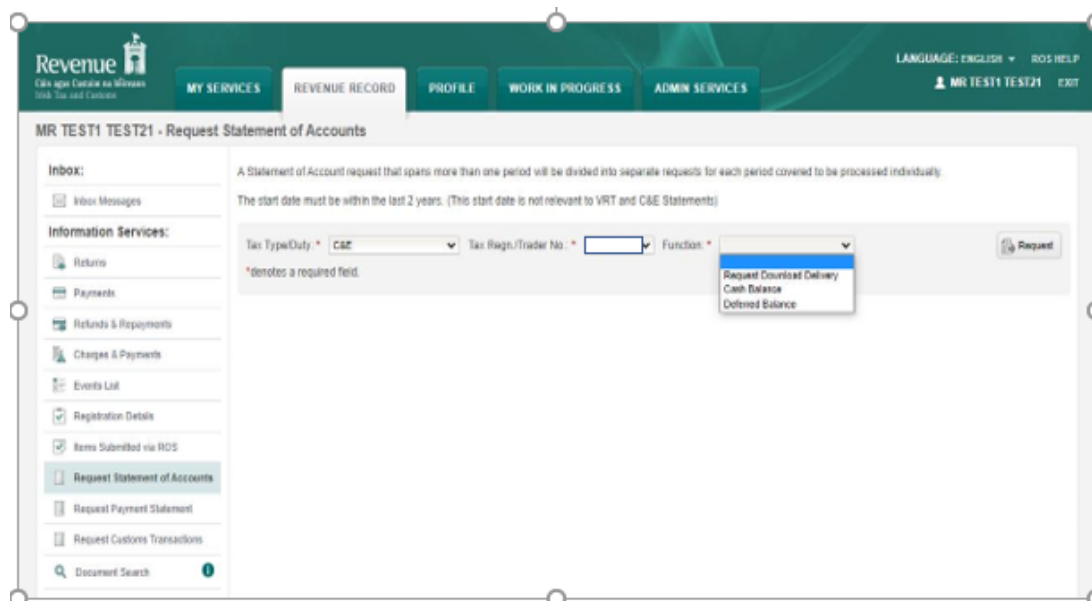 Revenue
Cáin agus Custaim na hÉireann
Irish Tax and Customs
MY SERVICES
REVENUE RECORD
PROFILE
WORK IN PROGRESS
ADMIN SERVICES
LANGUAGE: ENGLISH
ROS HELP
MR TEST1 TEST21
EXIT
MR TEST1 TEST21 - Request Statement of Accounts
Inbox:
Inbox Messages
Information Services:
Returns
Payments
Refunds & Repayments
Charges & Payments
Events List
Registration Details
Items Submitted via ROS
Request Statement of Accounts
Request Payment Statement
Request Customs Transactions
Document Search
A Statement of Account request that spans more than one period will be divided into separate requests for each period covered to be processed individually.
The start date must be within the last 2 years. (This start date is not relevant to VRT and C&E Statements)
Tax Type/Duty: * C&E Tax Regn./Trader No.: * Function: *
Request
*denotes a required field.
Request Download Delivery
Cash Balance
Deferred Balance